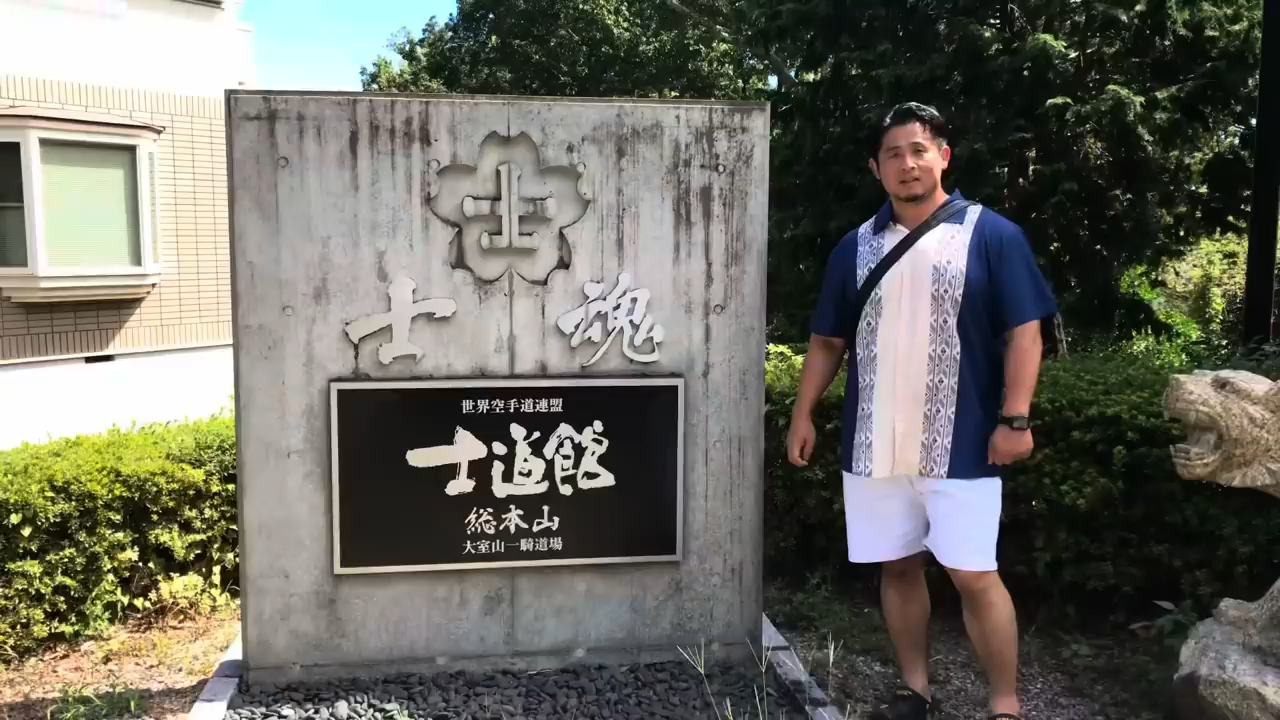 士
士魂
世界空手道連盟
士道館
総本山
大室山一騎道場